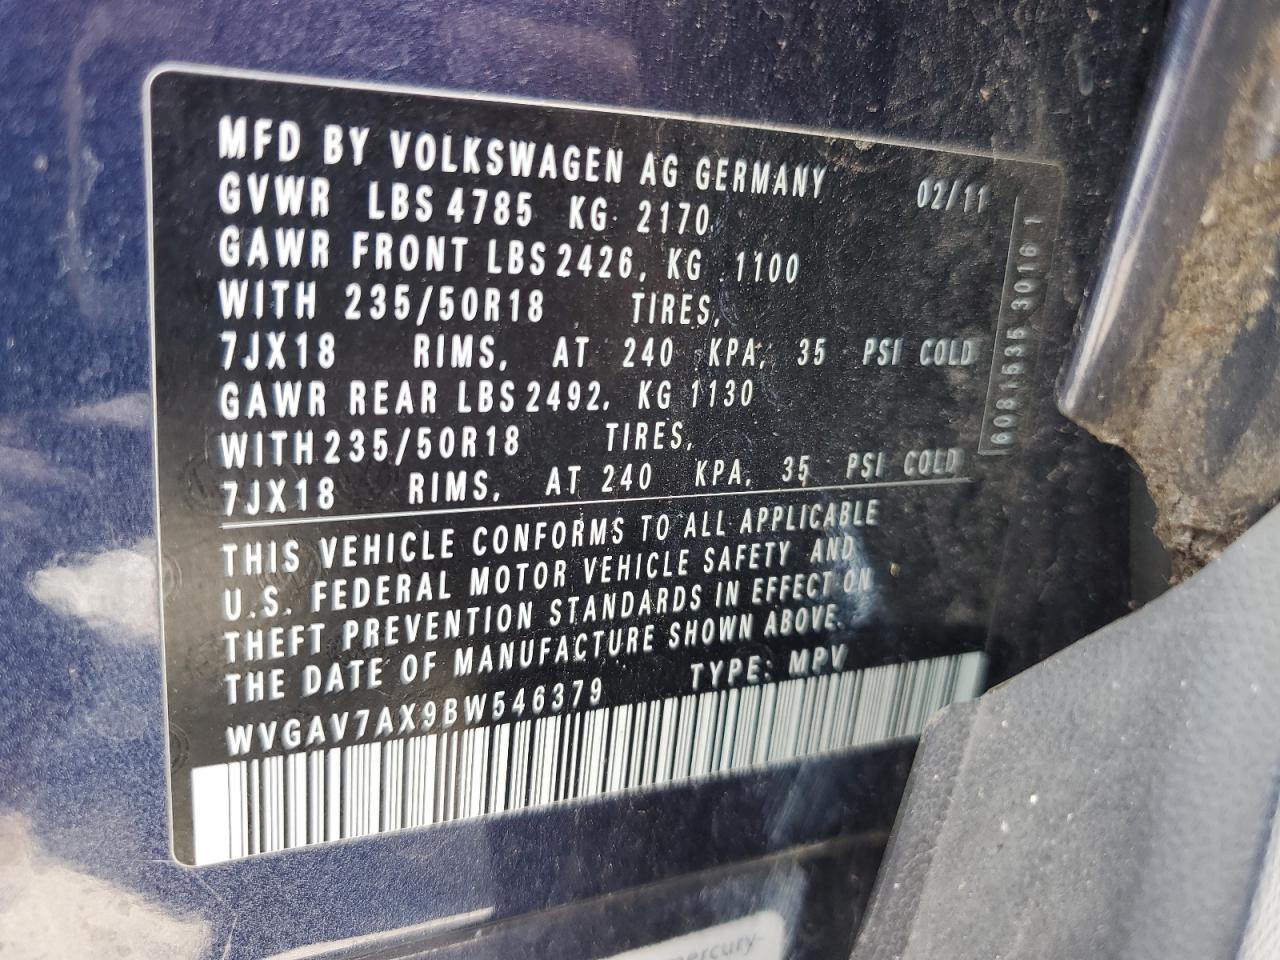 MFD BY VOLKSWAGEN AG GERMANY 02/11
GVWR LBS 4785 KG 2170
GAWR FRONT LBS 2426, KG 1100
WITH 235/50R18 TIRES,
7JX18 RIMS, AT 240 KPA, 35 PSI COLD
GAWR REAR LBS 2492, KG 1130
WITH 235/50R18 TIRES,
7JX18 RIMS, AT 240 KPA, 35 PSI COLD
THIS VEHICLE CONFORMS TO ALL APPLICABLE
U.S. FEDERAL MOTOR VEHICLE SAFETY AND
THEFT PREVENTION STANDARDS IN EFFECT ON
THE DATE OF MANUFACTURE SHOWN ABOVE.
WVGAV7AX9BW546379 TYPE: MPV
mercury-